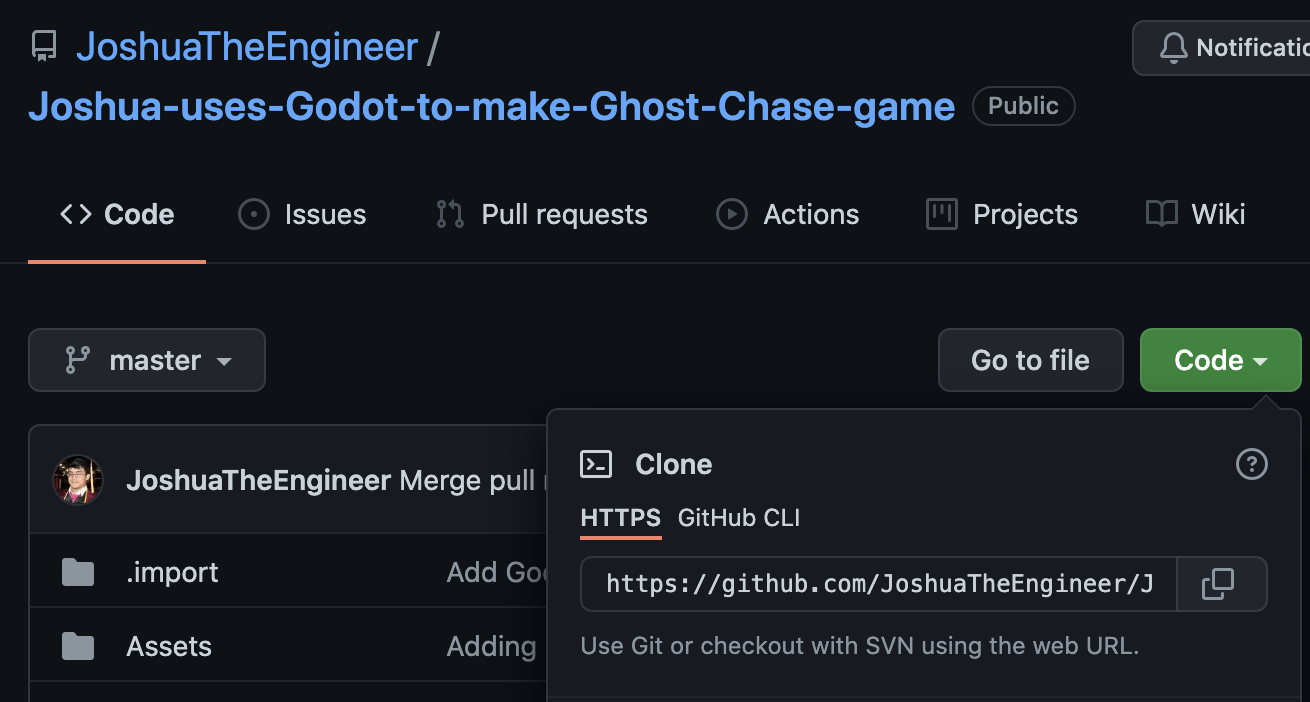 JoshuaTheEngineer /
Joshua-uses-Godot-to-make-Ghost-Chase-game Public
Code Issues Pull requests Actions Projects Wiki
master Go to file Code
JoshuaTheEngineer Merge pull
Clone
HTTPS GitHub CLI
.import Add
https://github.com/JoshuaTheEngineer/J
Assets Adding
Use Git or checkout with SVN using the web URL.